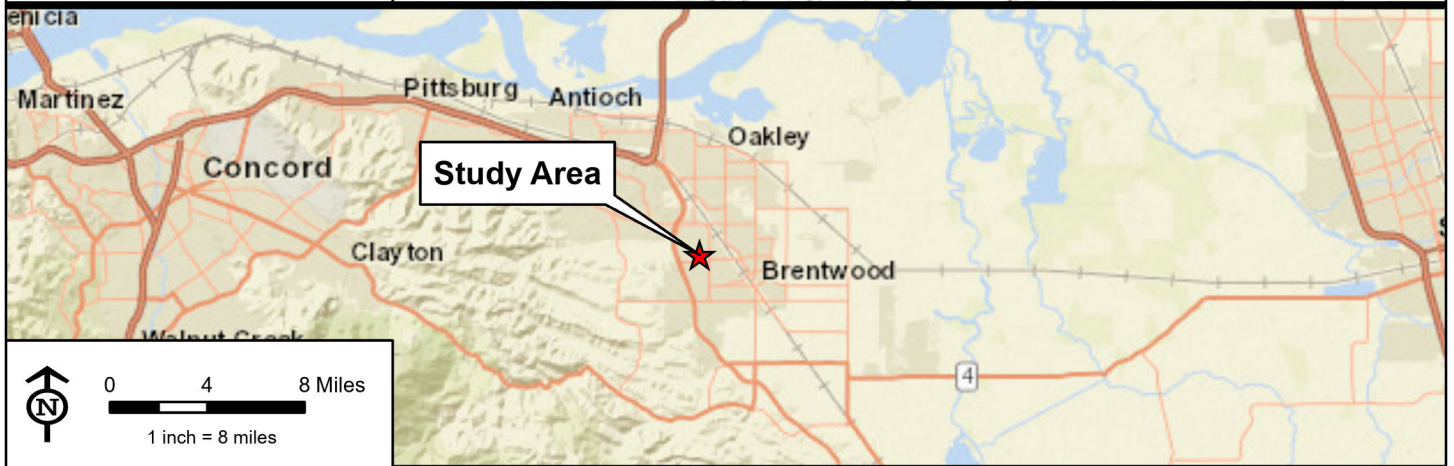 enicia
Martinez
Pittsburg
Antioch
Oakley
Concord
Study Area
Clayton
Brentwood
Walnut Creek
4
N
0 4 8 Miles
1 inch = 8 miles